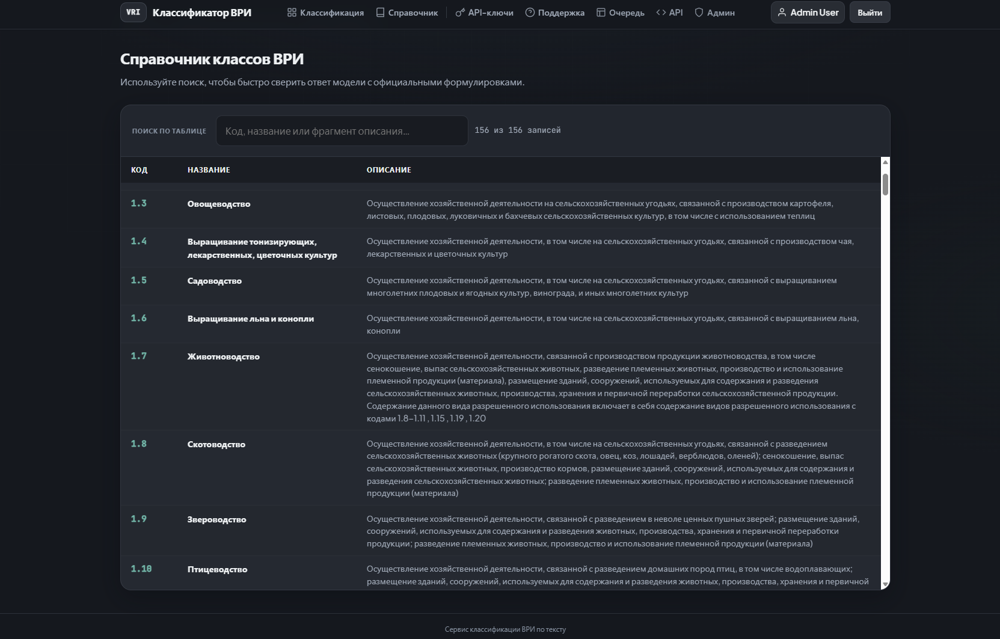 VRI Классификатор ВРИ Классификация Справочник API-ключи Поддержка Очередь API Админ Admin User Выйти
Справочник классов ВРИ
Используйте поиск, чтобы быстро сверить ответ модели с официальными формулировками.
ПОИСК ПО ТАБЛИЦЕ Код, название или фрагмент описания... 156 из 156 записей
КОД НАЗВАНИЕ ОПИСАНИЕ
1.3 Овощеводство Осуществление хозяйственной деятельности на сельскохозяйственных угодьях, связанной с производством картофеля,
листовых, плодовых, луковичных и бахчевых сельскохозяйственных культур, в том числе с использованием теплиц
1.4 Выращивание тонизирующих, Осуществление хозяйственной деятельности, в том числе на сельскохозяйственных угодьях, связанной с производством чая,
лекарственных, цветочных культур лекарственных и цветочных культур
1.5 Садоводство Осуществление хозяйственной деятельности, в том числе на сельскохозяйственных угодьях, связанной с выращиванием
многолетних плодовых и ягодных культур, винограда, и иных многолетних культур
1.6 Выращивание льна и конопли Осуществление хозяйственной деятельности, в том числе на сельскохозяйственных угодьях, связанной с выращиванием льна,
конопли
1.7 Животноводство Осуществление хозяйственной деятельности, связанной с производством продукции животноводства, в том числе
сенокошение, выпас сельскохозяйственных животных, разведение племенных животных, производство и использование
племенной продукции (материала), размещение зданий, сооружений, используемых для содержания и разведения
сельскохозяйственных животных, производства, хранения и первичной переработки сельскохозяйственной продукции.
Содержание данного вида разрешенного использования включает в себя содержание видов разрешенного использования с
кодами 1.8–1.11 , 1.15 , 1.19 , 1.20
1.8 Скотоводство Осуществление хозяйственной деятельности, в том числе на сельскохозяйственных угодьях, связанной с разведением
сельскохозяйственных животных (крупного рогатого скота, овец, коз, лошадей, верблюдов, оленей); сенокошение, выпас
сельскохозяйственных животных, производство кормов, размещение зданий, сооружений, используемых для содержания и
разведения сельскохозяйственных животных; разведение племенных животных, производство и использование племенной
продукции (материала)
1.9 Звероводство Осуществление хозяйственной деятельности, связанной с разведением в неволе ценных пушных зверей; размещение зданий,
сооружений, используемых для содержания и разведения животных, производства, хранения и первичной переработки
продукции; разведение племенных животных, производство и использование племенной продукции (материала)
1.10 Птицеводство Осуществление хозяйственной деятельности, связанной с разведением домашних пород птиц, в том числе водоплавающих;
размещение зданий, сооружений, используемых для содержания и разведения животных, производства, хранения и первичной
Сервис классификации ВРИ по тексту